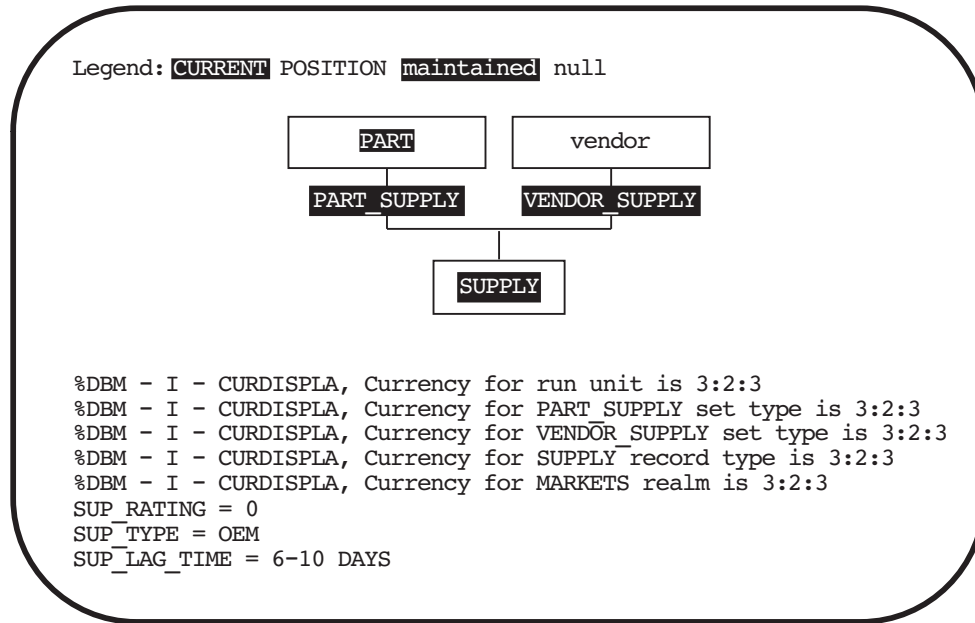 Legend: CURRENT POSITION maintained null
PART vendor
PART_SUPPLY VENDOR_SUPPLY
SUPPLY
%DBM - I - CURDISPLA, Currency for run unit is 3:2:3
%DBM - I - CURDISPLA, Currency for PART_SUPPLY set type is 3:2:3
%DBM - I - CURDISPLA, Currency for VENDOR_SUPPLY set type is 3:2:3
%DBM - I - CURDISPLA, Currency for SUPPLY record type is 3:2:3
%DBM - I - CURDISPLA, Currency for MARKETS realm is 3:2:3
SUP_RATING = 0
SUP_TYPE = OEM
SUP_LAG_TIME = 6-10 DAYS